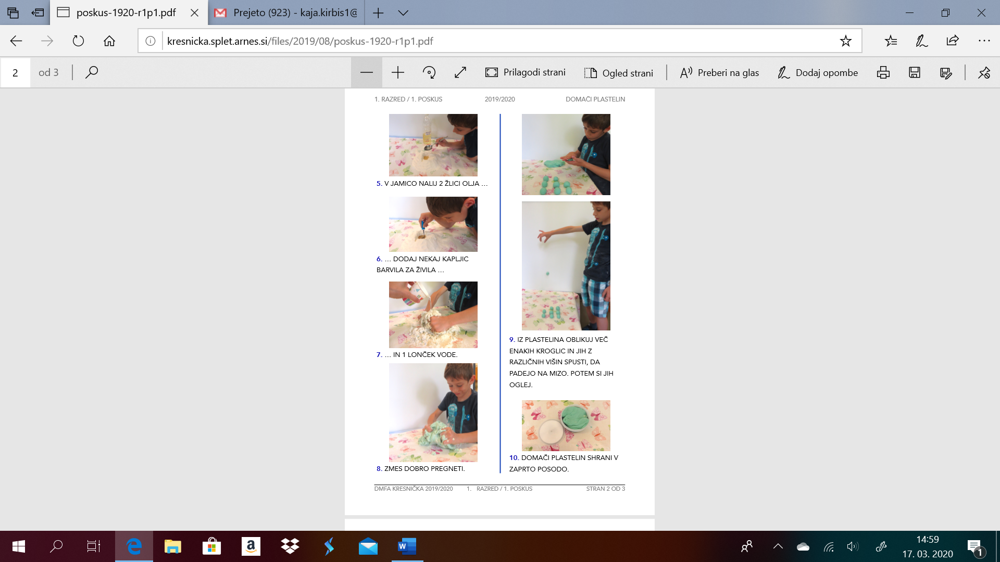 poskus-1920-r1p1.pdf
Prejeto (923) - kaja.kirbis1@
kresnicka.splet.arnes.si/files/2019/08/poskus-1920-r1p1.pdf
2 od 3
Prilagodi strani
Ogled strani
Preberi na glas
Dodaj opombe
1. RAZRED / 1. POSKUS 2019/2020 DOMAČI PLASTELIN
5. V JAMICO NALIJ 2 ŽLICI OLJA ...
6. ... DODAJ NEKAJ KAPLJIC
BARVILA ZA ŽIVILA ...
7. ... IN 1 LONČEK VODE.
8. ZMES DOBRO PREGNETI.
9. IZ PLASTELINA OBLIKUJ VEČ
ENAKIH KROGLIC IN JIH Z
RAZLIČNIH VIŠIN SPUSTI, DA
PADEJO NA MIZO. POTEM SI JIH
OGLEJ.
10. DOMAČI PLASTELIN SHRANI V
ZAPRTO POSODO.
DMFA KRESNIČKA 2019/2020 1. RAZRED / 1. POSKUS STRAN 2 OD 3
14:59
17. 03. 2020
1